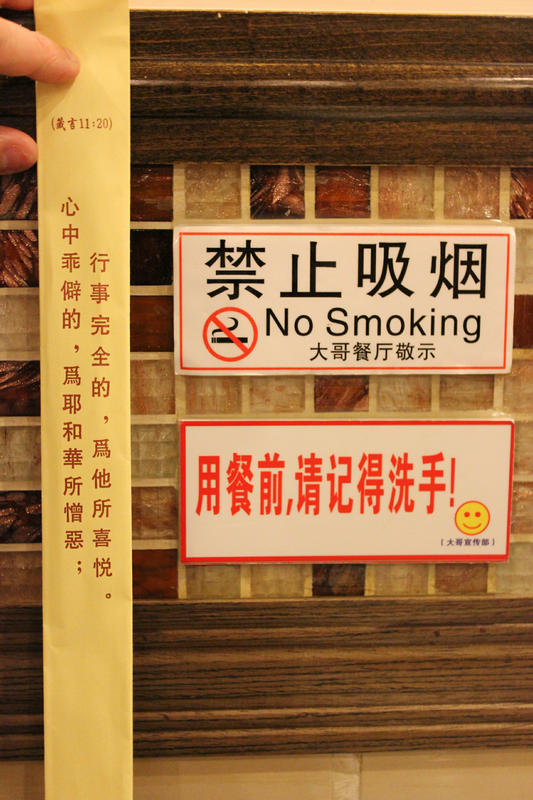 (箴言11:20)
心中乖僻的，爲耶和華所憎惡；
行事完全的，爲他所喜悅。
禁止吸烟
No Smoking
大哥餐厅敬示
用餐前,请记得洗手!
(大哥宣传部)